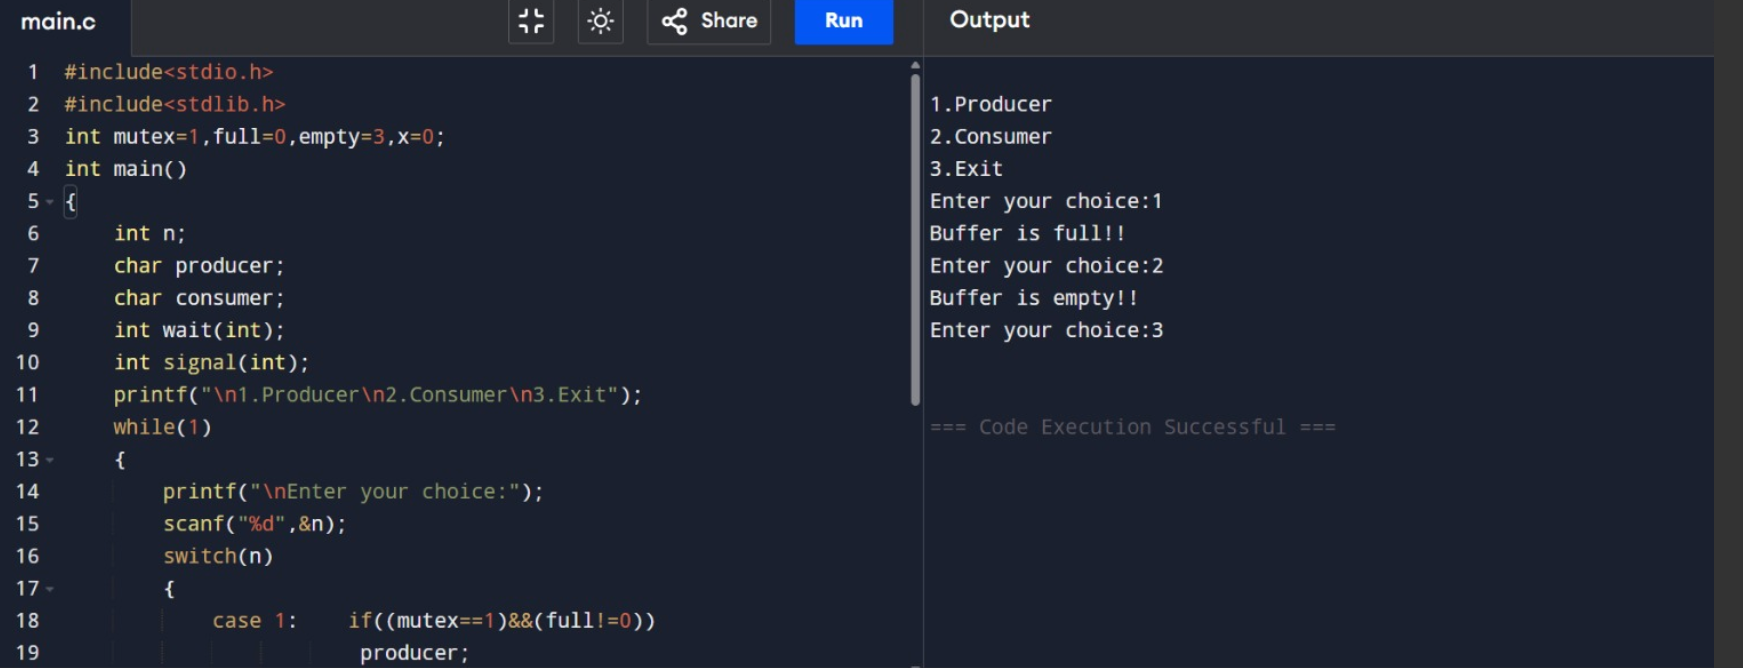 main.c
Share
Run
Output
1 #include<stdio.h>
2 #include<stdlib.h>
3 int mutex=1,full=0,empty=3,x=0;
4 int main()
5 {
6 int n;
7 char producer;
8 char consumer;
9 int wait(int);
10 int signal(int);
11 printf("\n1.Producer\n2.Consumer\n3.Exit");
12 while(1)
13 {
14 printf("\nEnter your choice:");
15 scanf("%d",&n);
16 switch(n)
17 {
18 case 1: if((mutex==1)&&(full!=0))
19 producer;
1.Producer
2.Consumer
3.Exit
Enter your choice:1
Buffer is full!!
Enter your choice:2
Buffer is empty!!
Enter your choice:3
=== Code Execution Successful ===